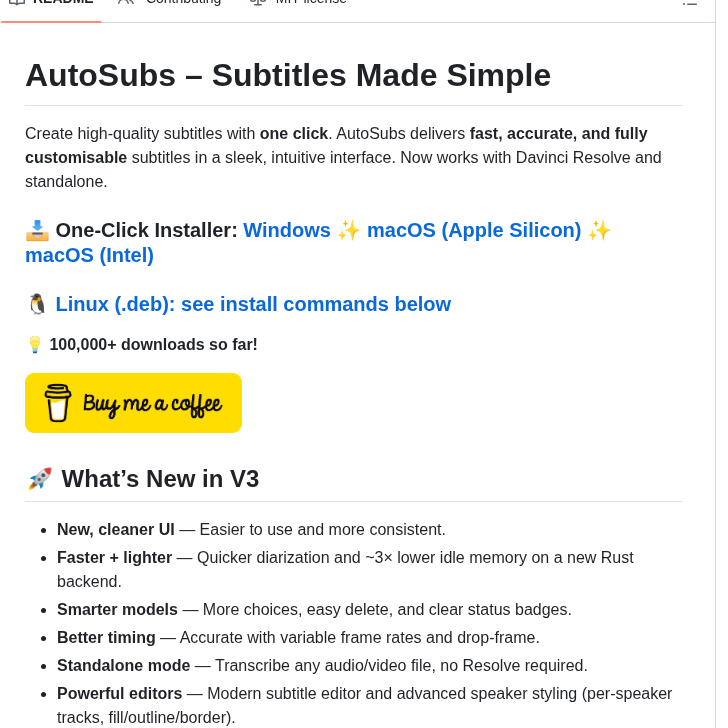 README Contributing MIT license
AutoSubs – Subtitles Made Simple
Create high-quality subtitles with one click. AutoSubs delivers fast, accurate, and fully
customisable subtitles in a sleek, intuitive interface. Now works with Davinci Resolve and
standalone.
📥 One-Click Installer: Windows ✨ macOS (Apple Silicon) ✨
macOS (Intel)
🐧 Linux (.deb): see install commands below
💡 100,000+ downloads so far!
Buy me a coffee
🚀 What’s New in V3
• New, cleaner UI — Easier to use and more consistent.
• Faster + lighter — Quicker diarization and ~3× lower idle memory on a new Rust
backend.
• Smarter models — More choices, easy delete, and clear status badges.
• Better timing — Accurate with variable frame rates and drop-frame.
• Standalone mode — Transcribe any audio/video file, no Resolve required.
• Powerful editors — Modern subtitle editor and advanced speaker styling (per-speaker
tracks, fill/outline/border).